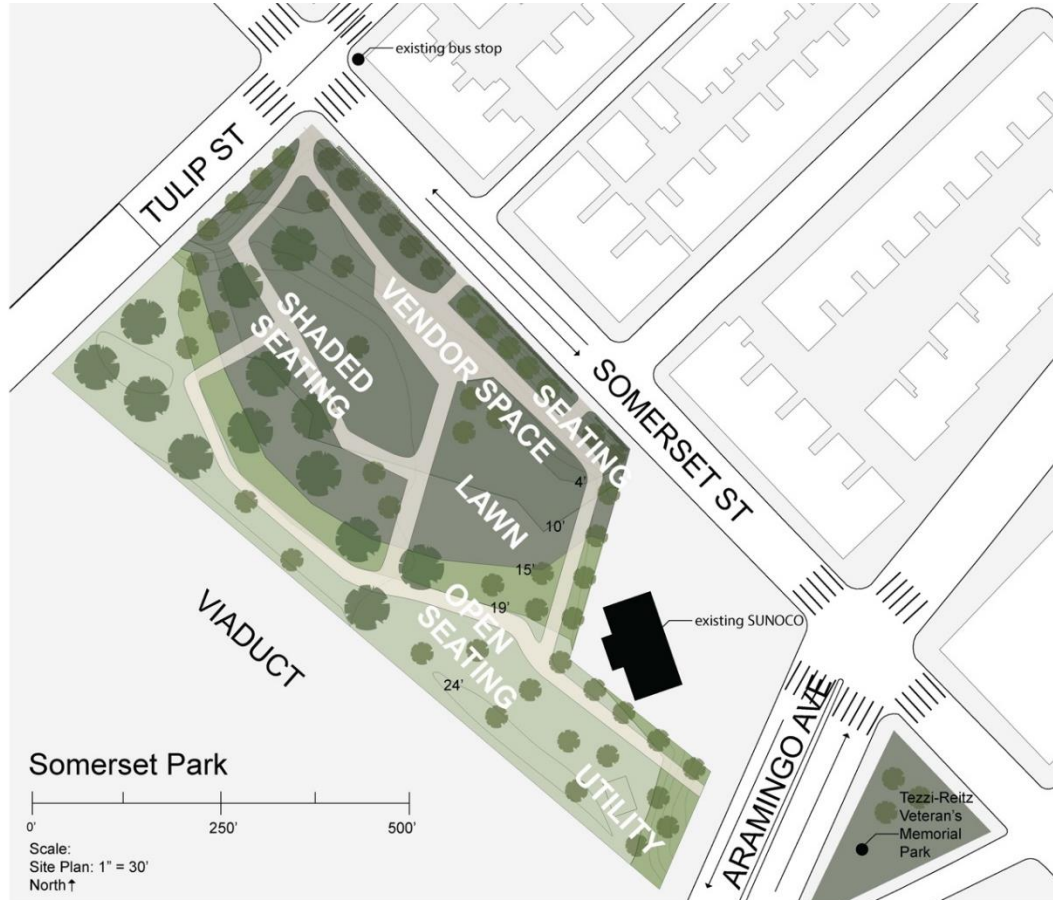 existing bus stop
TULIP ST
SHADED
SEATING
VENDOR SPACE
SEATING
SOMERSET ST
LAWN
4'
10'
15'
19'
OPEN
SEATING
24'
existing SUNOCO
VIADUCT
UTILITY
ARAMINGO AVE
Tezzi-Reitz
Veteran's
Memorial
Park
Somerset Park
0' 250' 500'
Scale:
Site Plan: 1" = 30'
North↑